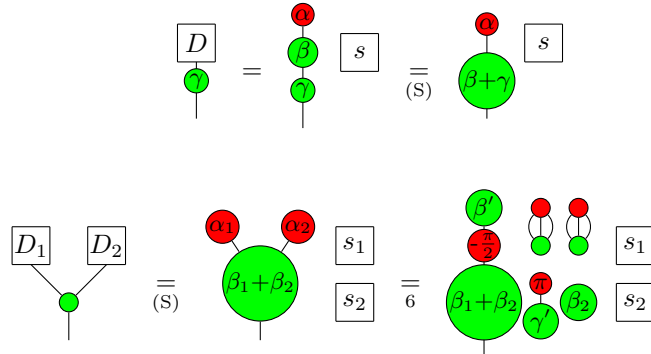 D γ = α β γ s = (S) α β+γ s
D₁ D₂ = (S) α₁ α₂ β₁+β₂ s₁ s₂ = 6 β′ -π/2 β₁+β₂ π γ′ β₂ s₁ s₂